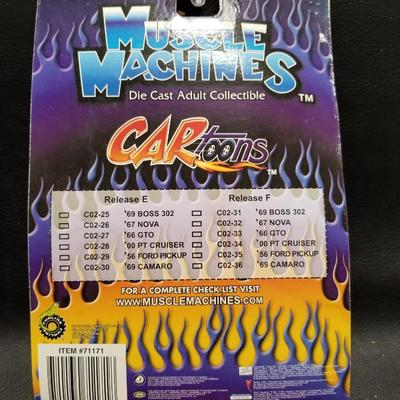 MUSCLE
MACHINES
Die Cast Adult Collectible TM
CARtoons TM
Release E
C02-25 '69 BOSS 302
C02-26 '67 NOVA
C02-27 '66 GTO
C02-28 '00 PT CRUISER
C02-29 '56 FORD PICKUP
C02-30 '69 CAMARO
Release F
C02-31 '69 BOSS 302
C02-32 '67 NOVA
C02-33 '66 GTO
C02-34 '00 PT CRUISER
C02-35 '56 FORD PICKUP
C02-36 '69 CAMARO
FOR A COMPLETE CHECK LIST VISIT
WWW.MUSCLEMACHINES.COM
ITEM #71171